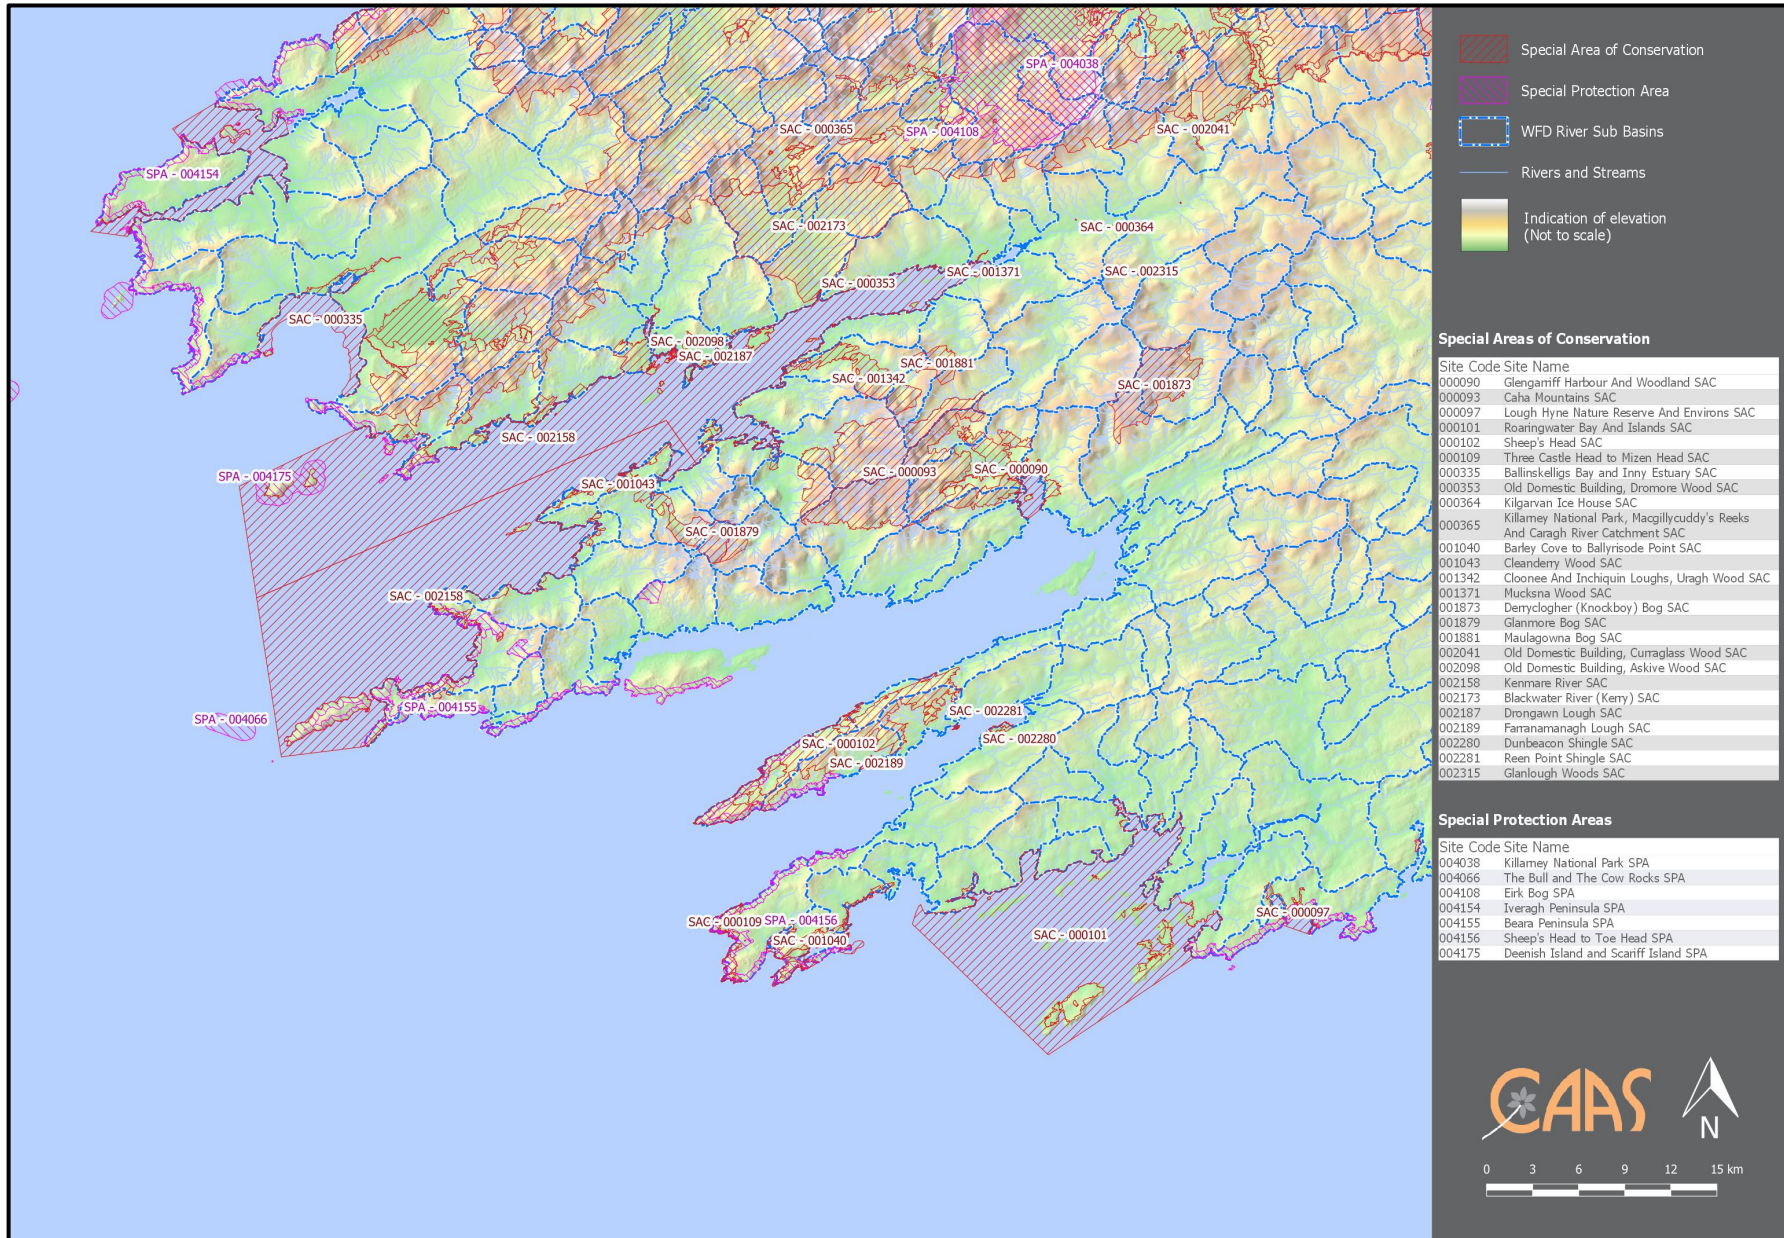 SPA - 004038
SAC - 000365
SPA - 004108
SAC - 002041
SPA - 004154
SAC - 002173
SAC - 000364
SAC - 001371
SAC - 002315
SAC - 000353
SAC - 000335
SAC - 002098
SAC - 002187
SAC - 001881
SAC - 001342
SAC - 001873
SAC - 002158
SAC - 000093
SAC - 000090
SPA - 004175
SAC - 001043
SAC - 001879
SAC - 002158
SPA - 004155
SPA - 004066
SAC - 002281
SAC - 002280
SAC - 000102
SAC - 002189
SAC - 000109
SPA - 004156
SAC - 001040
SAC - 000101
SAC - 000097
Special Area of Conservation
Special Protection Area
WFD River Sub Basins
Rivers and Streams
Indication of elevation
(Not to scale)
Special Areas of Conservation
Site Code Site Name
000090 Glengarriff Harbour And Woodland SAC
000093 Caha Mountains SAC
000097 Lough Hyne Nature Reserve And Environs SAC
000101 Roaringwater Bay And Islands SAC
000102 Sheep's Head SAC
000109 Three Castle Head to Mizen Head SAC
000335 Ballinskelligs Bay and Inny Estuary SAC
000353 Old Domestic Building, Dromore Wood SAC
000364 Kilgarvan Ice House SAC
000365 Killarney National Park, Macgillycuddy's Reeks
And Caragh River Catchment SAC
001040 Barley Cove to Ballyrisode Point SAC
001043 Cleanderry Wood SAC
001342 Cloonee And Inchiquin Loughs, Uragh Wood SAC
001371 Mucksna Wood SAC
001873 Derryclogher (Knockboy) Bog SAC
001879 Glanmore Bog SAC
001881 Maulagowna Bog SAC
002041 Old Domestic Building, Curraglass Wood SAC
002098 Old Domestic Building, Askive Wood SAC
002158 Kenmare River SAC
002173 Blackwater River (Kerry) SAC
002187 Drongawn Lough SAC
002189 Farranamanagh Lough SAC
002280 Dunbeacon Shingle SAC
002281 Reen Point Shingle SAC
002315 Glanlough Woods SAC
Special Protection Areas
Site Code Site Name
004038 Killarney National Park SPA
004066 The Bull and The Cow Rocks SPA
004108 Eirk Bog SPA
004154 Iveragh Peninsula SPA
004155 Beara Peninsula SPA
004156 Sheep's Head to Toe Head SPA
004175 Deenish Island and Scariff Island SPA
CAAS
N
0 3 6 9 12 15 km